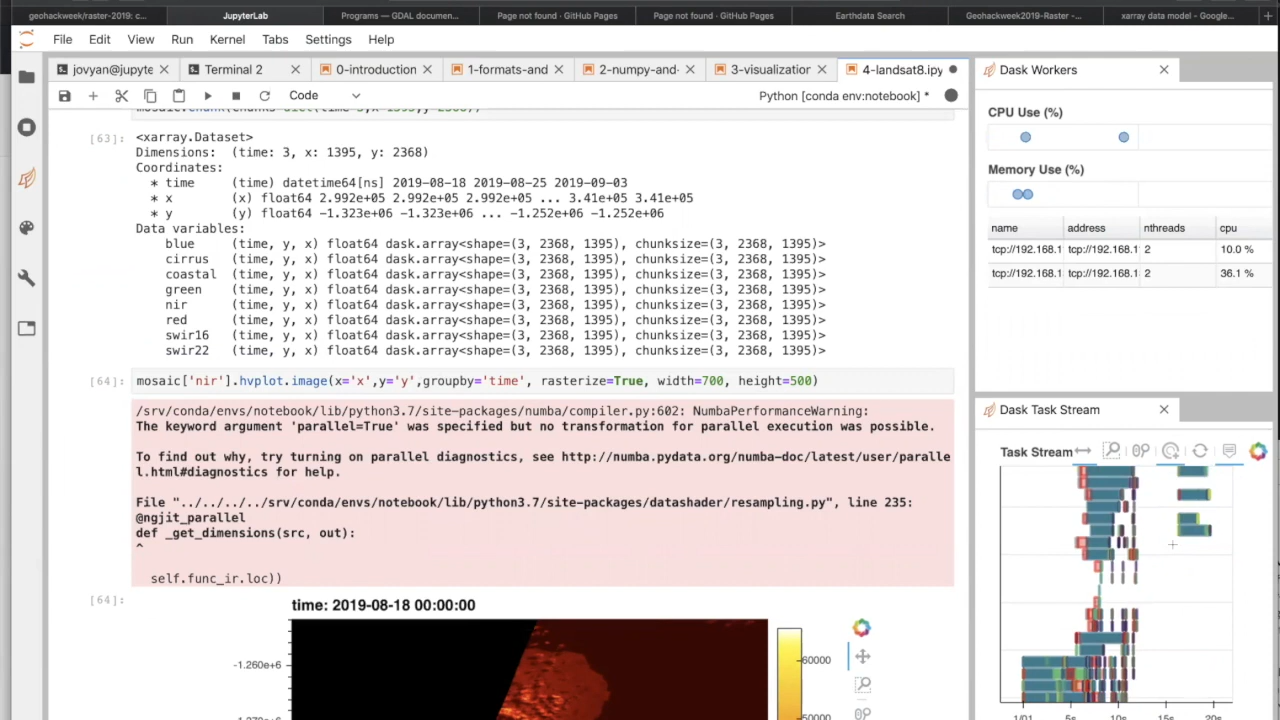 geohackweek/raster-2019: c...
JupyterLab
Programs — GDAL documen...
Page not found · GitHub Pages
Page not found · GitHub Pages
Earthdata Search
Geohackweek2019-Raster -...
xarray data model - Google...
File Edit View Run Kernel Tabs Settings Help
jovyan@jupyte
Terminal 2
0-introduction
1-formats-and
2-numpy-and-
3-visualization
4-landsat8.ipy
Code
Python [conda env:notebook] *
[63]:
<xarray.Dataset>
Dimensions: (time: 3, x: 1395, y: 2368)
Coordinates:
* time (time) datetime64[ns] 2019-08-18 2019-08-25 2019-09-03
* x (x) float64 2.992e+05 2.992e+05 2.992e+05 ... 3.41e+05 3.41e+05
* y (y) float64 -1.323e+06 -1.323e+06 ... -1.252e+06 -1.252e+06
Data variables:
blue (time, y, x) float64 dask.array<shape=(3, 2368, 1395), chunksize=(3, 2368, 1395)>
cirrus (time, y, x) float64 dask.array<shape=(3, 2368, 1395), chunksize=(3, 2368, 1395)>
coastal (time, y, x) float64 dask.array<shape=(3, 2368, 1395), chunksize=(3, 2368, 1395)>
green (time, y, x) float64 dask.array<shape=(3, 2368, 1395), chunksize=(3, 2368, 1395)>
nir (time, y, x) float64 dask.array<shape=(3, 2368, 1395), chunksize=(3, 2368, 1395)>
red (time, y, x) float64 dask.array<shape=(3, 2368, 1395), chunksize=(3, 2368, 1395)>
swir16 (time, y, x) float64 dask.array<shape=(3, 2368, 1395), chunksize=(3, 2368, 1395)>
swir22 (time, y, x) float64 dask.array<shape=(3, 2368, 1395), chunksize=(3, 2368, 1395)>
[64]: mosaic['nir'].hvplot.image(x='x',y='y',groupby='time', rasterize=True, width=700, height=500)
/srv/conda/envs/notebook/lib/python3.7/site-packages/numba/compiler.py:602: NumbaPerformanceWarning:
The keyword argument 'parallel=True' was specified but no transformation for parallel execution was possible.
To find out why, try turning on parallel diagnostics, see http://numba.pydata.org/numba-doc/latest/user/paralle
l.html#diagnostics for help.
File "../../../../srv/conda/envs/notebook/lib/python3.7/site-packages/datashader/resampling.py", line 235:
@ngjit_parallel
def _get_dimensions(src, out):
^
self.func_ir.loc))
[64]:
time: 2019-08-18 00:00:00
-1.260e+6
60000
50000
Dask Workers
CPU Use (%)
Memory Use (%)
name address nthreads cpu
tcp://192.168.1 tcp://192.168.1 2 10.0 %
tcp://192.168.1 tcp://192.168.1 2 36.1 %
Dask Task Stream
Task Stream
1/01 5s 10s 15s 20s